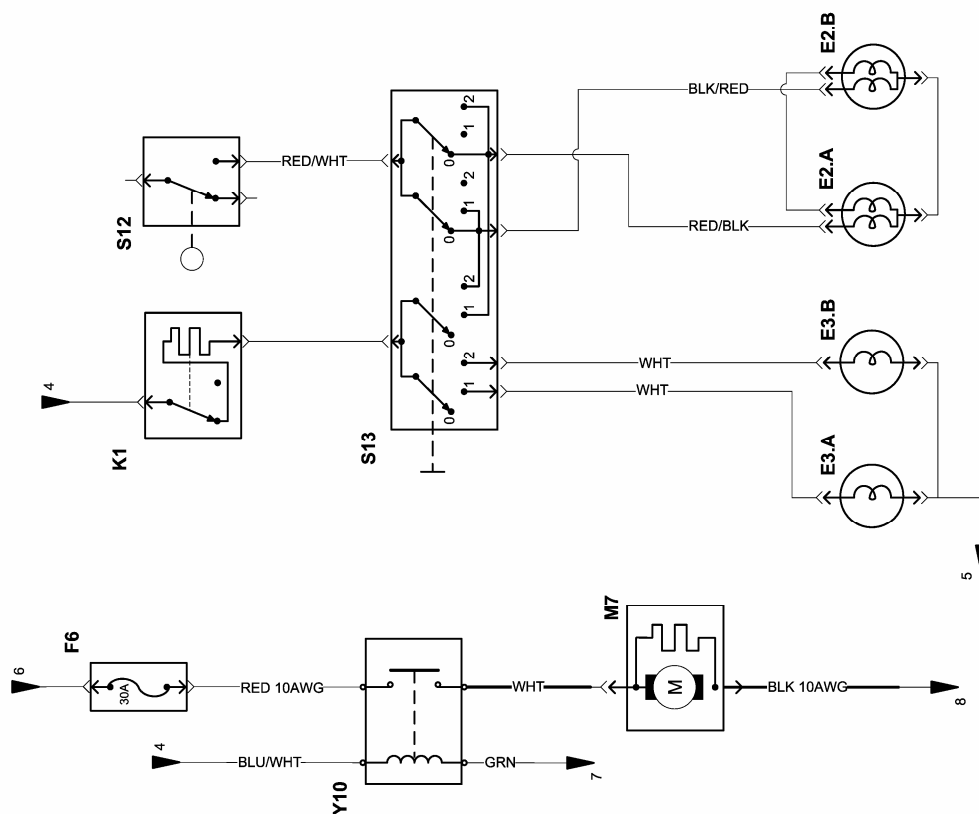 E2.B
BLK/RED
2
1
RED/WHT
0
2
E2.A
S12
1
0
RED/BLK
2
1
4
0
E3.B
2
WHT
1
WHT
K1
S13
0
E3.A
5
F6
M7
6
30A
RED 10AWG
WHT
M
BLK 10AWG
8
4
BLU/WHT
GRN
7
Y10